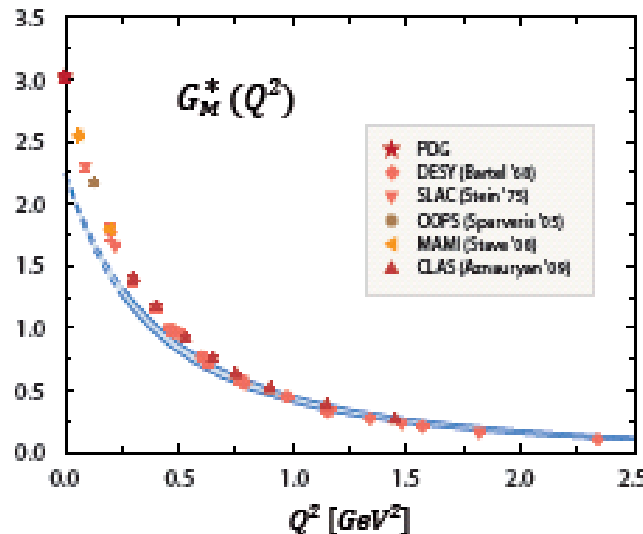 3.5
3.0
2.5
2.0
1.5
1.0
0.5
0.0
G*M(Q²)
PDG
DESY (Bartel '68)
SLAC (Stein '75)
OOPS (Sparveris '05)
MAMI (Stave '08)
CLAS (Aznauryan '09)
0.0 0.5 1.0 1.5 2.0 2.5
Q² [GeV²]